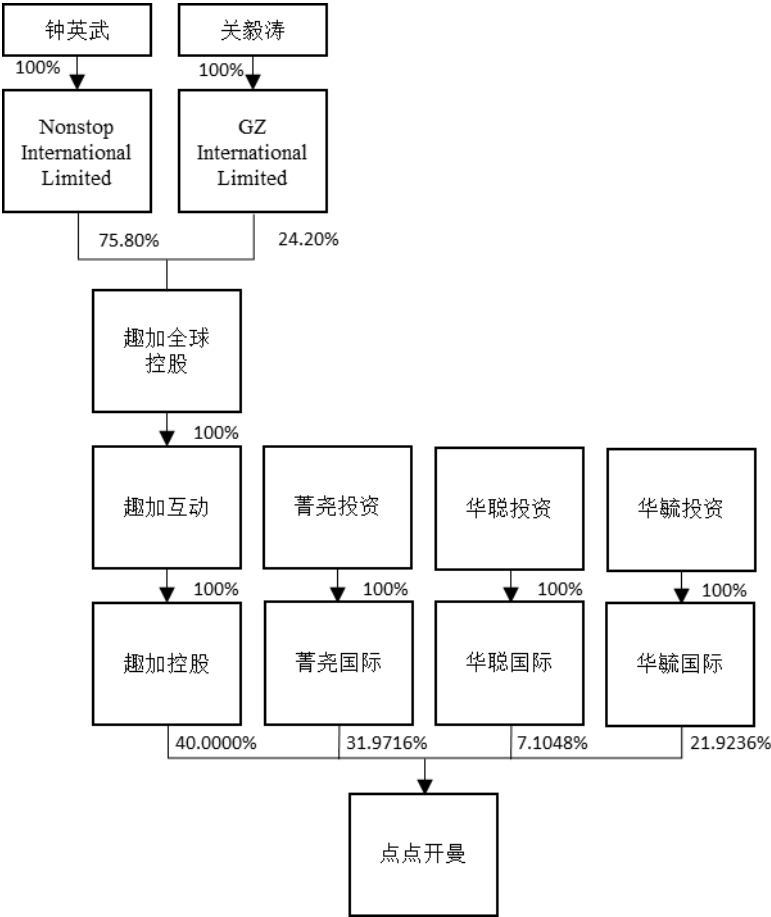 钟英武
关毅涛
100%
100%
Nonstop
International
Limited
GZ
International
Limited
75.80%
24.20%
趣加全球
控股
100%
趣加互动
菁尧投资
华聪投资
华毓投资
100%
100%
100%
100%
趣加控股
菁尧国际
华聪国际
华毓国际
40.0000%
31.9716%
7.1048%
21.9236%
点点开曼